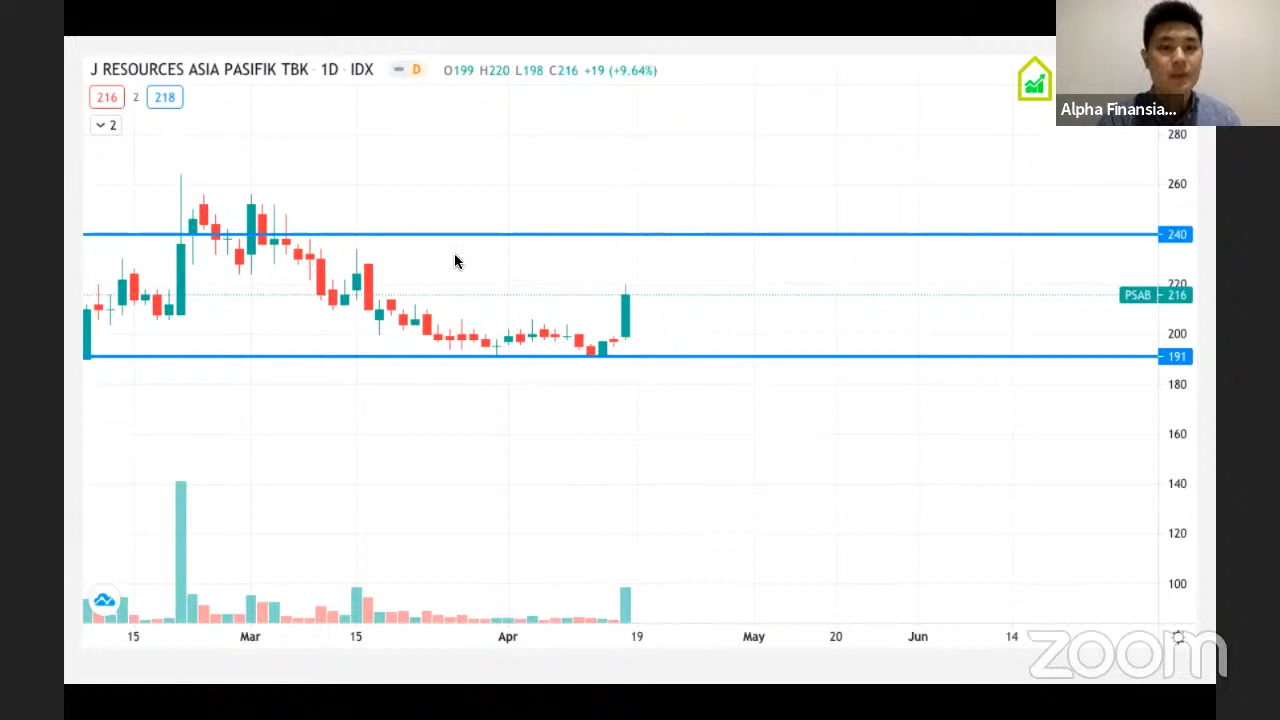 J RESOURCES ASIA PASIFIK TBK · 1D · IDX D O199 H220 L198 C216 +19 (+9.64%)
216 2 218
2
Alpha Finansia...
280
260
240
220
PSAB 216
200
191
180
160
140
120
100
15 Mar 15 Apr 19 May 20 Jun 14
zoom